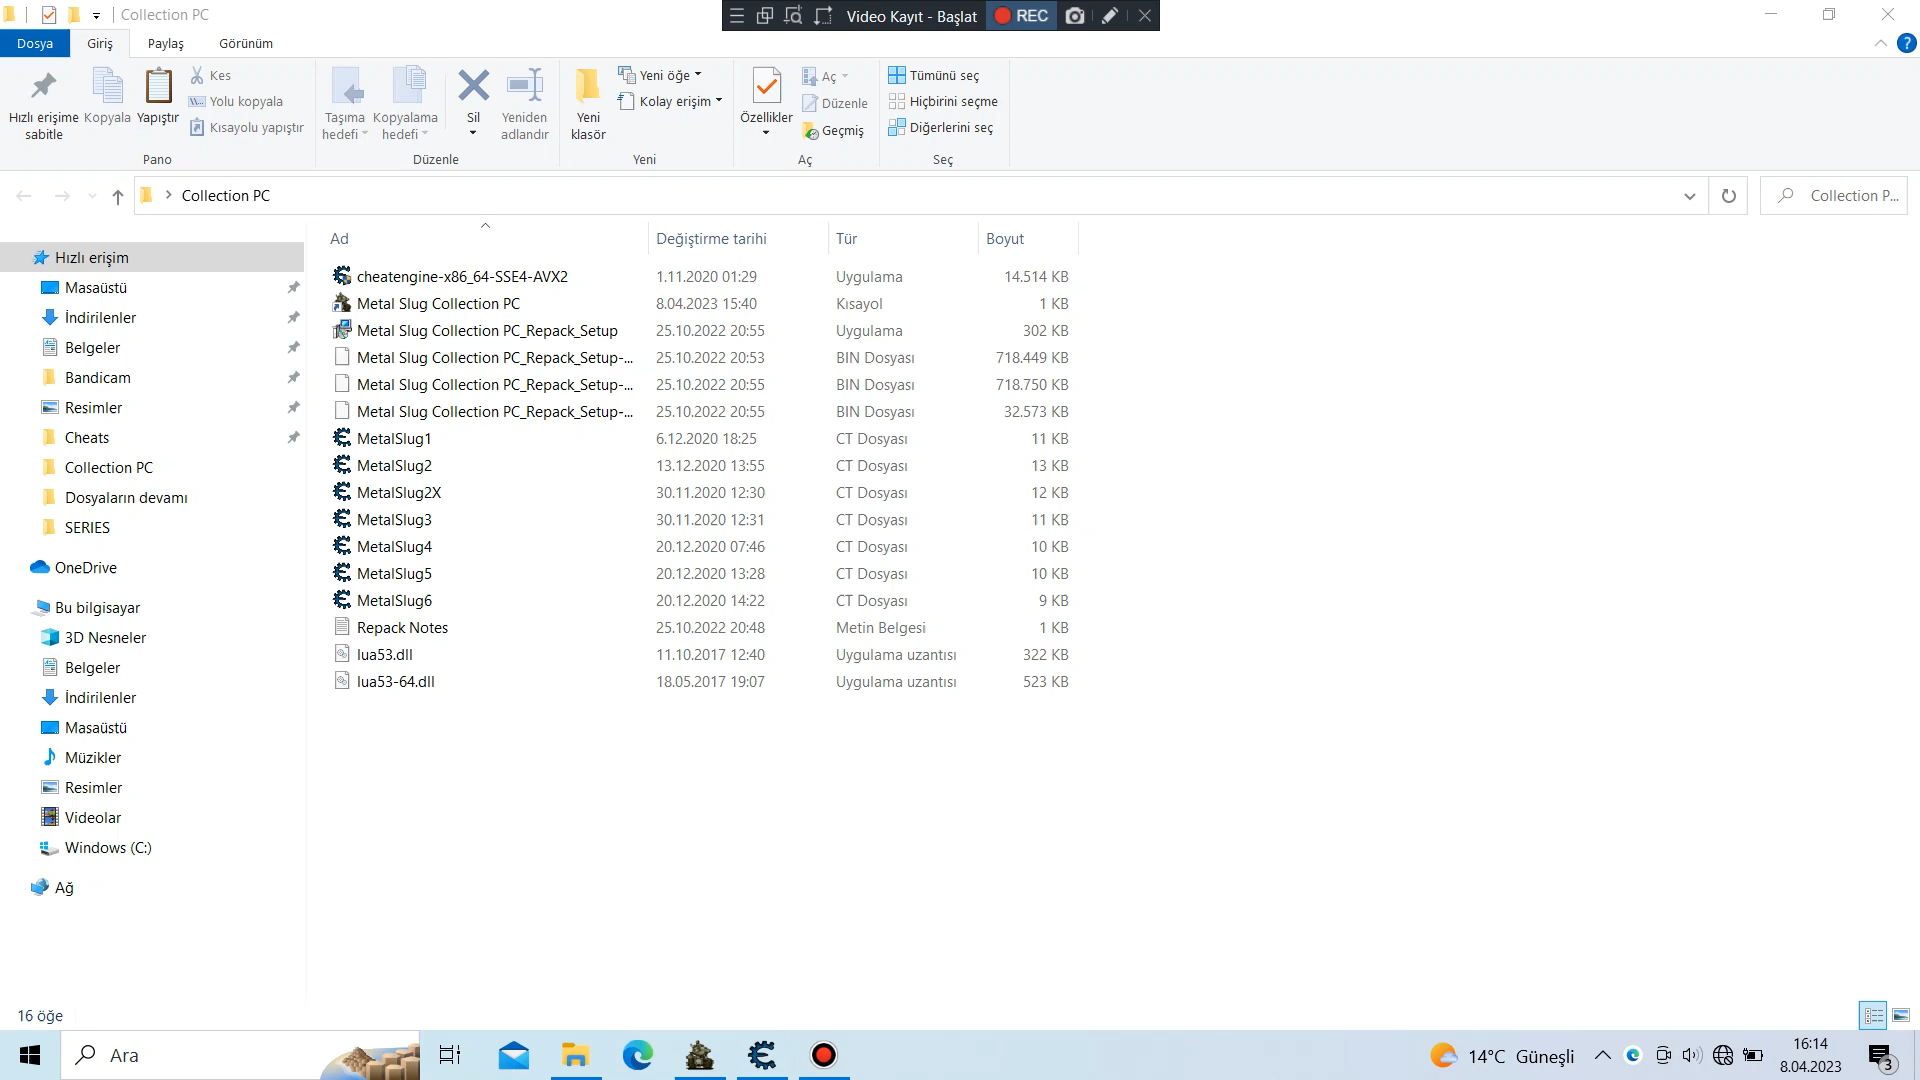 Collection PC
Video Kayıt - Başlat
REC
Dosya
Giriş
Paylaş
Görünüm
?
Hızlı erişime
sabitle
Kopyala
Yapıştır
Kes
Yolu kopyala
Kısayolu yapıştır
Taşıma
hedefi
Kopyalama
hedefi
Sil
Yeniden
adlandır
Yeni
klasör
Yeni öğe
Kolay erişim
Özellikler
Aç
Düzenle
Geçmiş
Tümünü seç
Hiçbirini seçme
Diğerlerini seç
Pano
Düzenle
Yeni
Aç
Seç
Collection PC
Collection P...
Ad
Değiştirme tarihi
Tür
Boyut
Hızlı erişim
Masaüstü
İndirilenler
Belgeler
Bandicam
Resimler
Cheats
Collection PC
Dosyaların devamı
SERIES
OneDrive
Bu bilgisayar
3D Nesneler
Belgeler
İndirilenler
Masaüstü
Müzikler
Resimler
Videolar
Windows (C:)
Ağ
cheatengine-x86_64-SSE4-AVX2 1.11.2020 01:29 Uygulama 14.514 KB
Metal Slug Collection PC 8.04.2023 15:40 Kısayol 1 KB
Metal Slug Collection PC_Repack_Setup 25.10.2022 20:55 Uygulama 302 KB
Metal Slug Collection PC_Repack_Setup-... 25.10.2022 20:53 BIN Dosyası 718.449 KB
Metal Slug Collection PC_Repack_Setup-... 25.10.2022 20:55 BIN Dosyası 718.750 KB
Metal Slug Collection PC_Repack_Setup-... 25.10.2022 20:55 BIN Dosyası 32.573 KB
MetalSlug1 6.12.2020 18:25 CT Dosyası 11 KB
MetalSlug2 13.12.2020 13:55 CT Dosyası 13 KB
MetalSlug2X 30.11.2020 12:30 CT Dosyası 12 KB
MetalSlug3 30.11.2020 12:31 CT Dosyası 11 KB
MetalSlug4 20.12.2020 07:46 CT Dosyası 10 KB
MetalSlug5 20.12.2020 13:28 CT Dosyası 10 KB
MetalSlug6 20.12.2020 14:22 CT Dosyası 9 KB
Repack Notes 25.10.2022 20:48 Metin Belgesi 1 KB
lua53.dll 11.10.2017 12:40 Uygulama uzantısı 322 KB
lua53-64.dll 18.05.2017 19:07 Uygulama uzantısı 523 KB
16 öğe
Ara
14°C Güneşli
16:14
8.04.2023
3